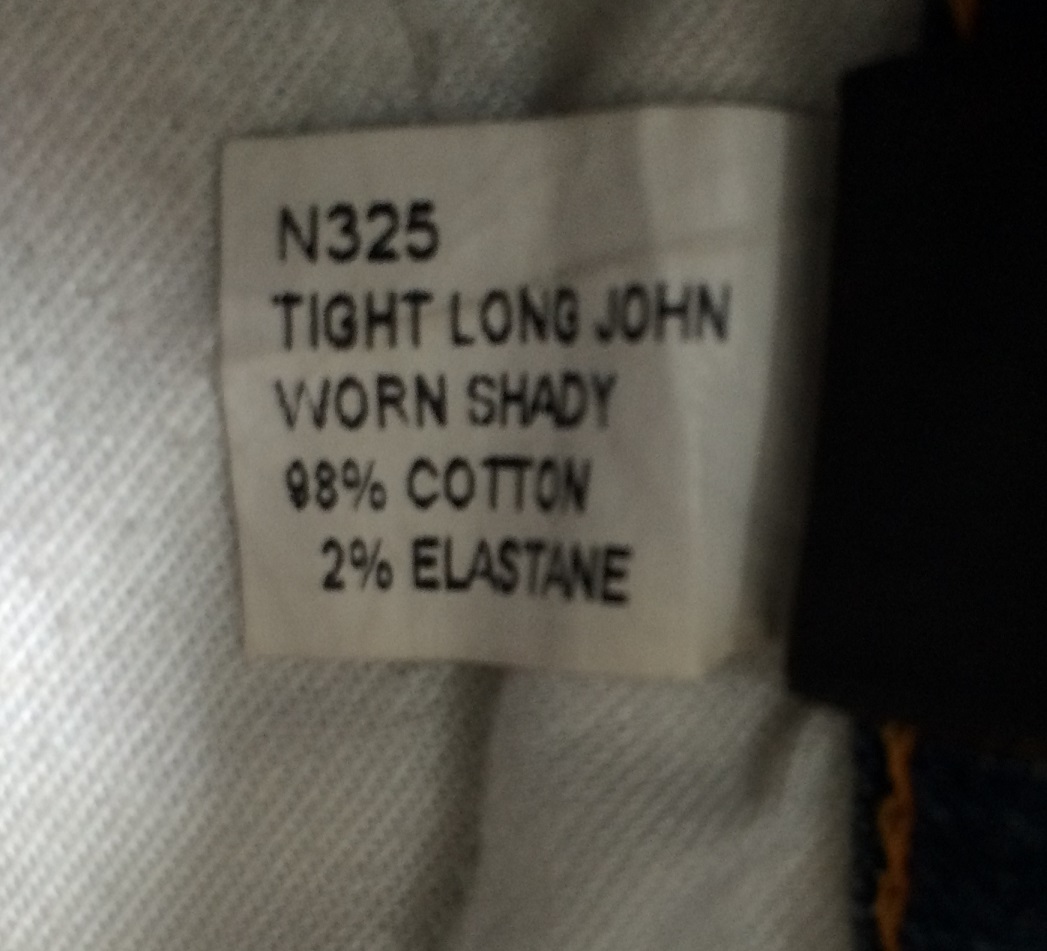 N325
TIGHT LONG JOHN
WORN SHADY
98% COTTON
2% ELASTANE